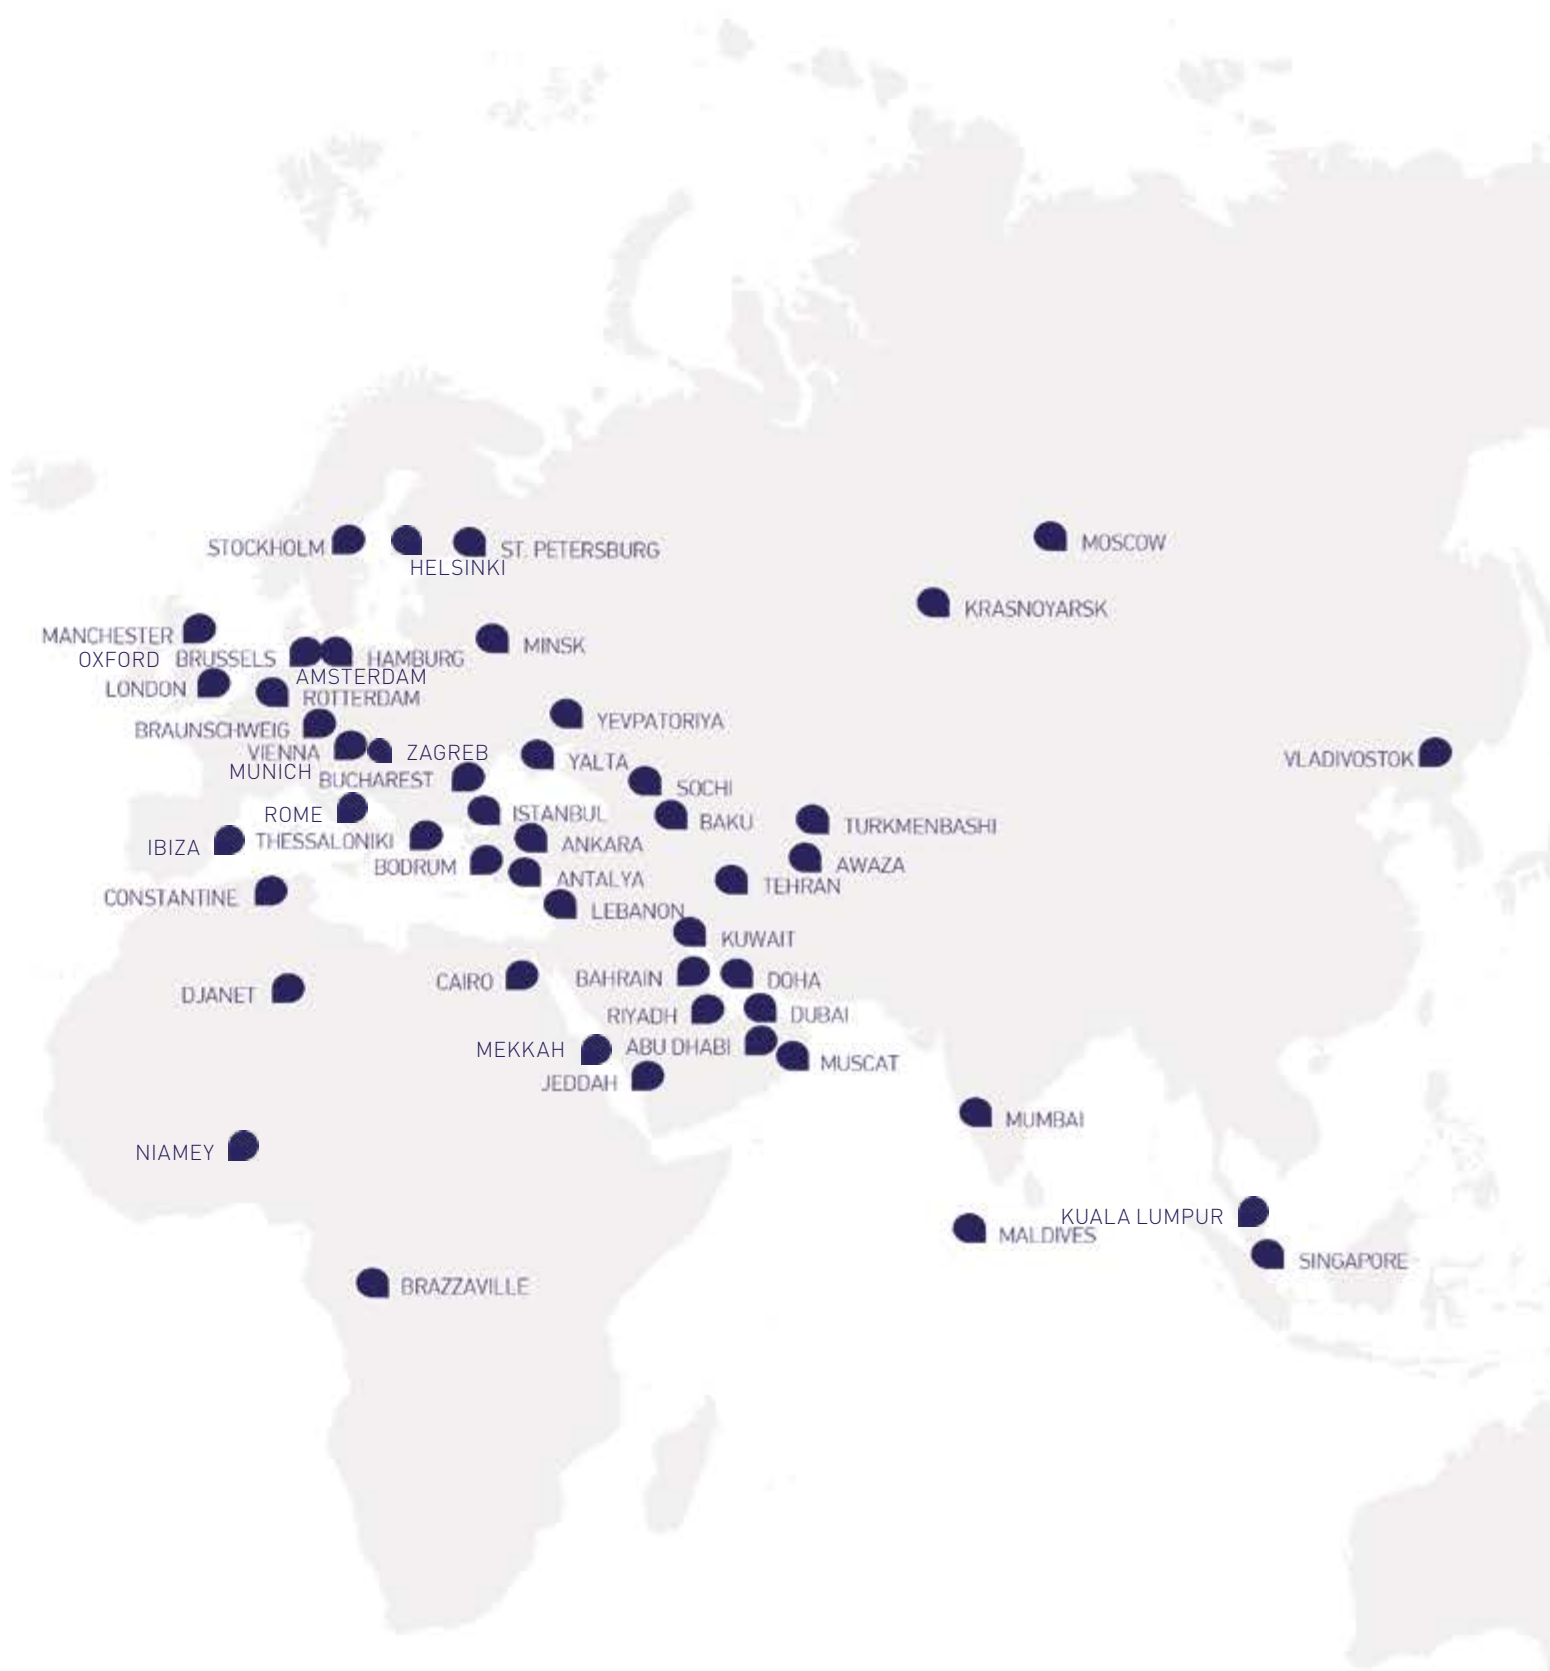 STOCKHOLM
HELSINKI
ST. PETERSBURG
MOSCOW
KRASNOYARSK
MANCHESTER
OXFORD
BRUSSELS
HAMBURG
MINSK
AMSTERDAM
LONDON
ROTTERDAM
BRAUNSCHWEIG
YEVPATORIYA
VIENNA
ZAGREB
YALTA
VLADIVOSTOK
MUNICH
BUCHAREST
SOCHI
ROME
ISTANBUL
BAKU
TURKMENBASHI
IBIZA
THESSALONIKI
ANKARA
BODRUM
AWAZA
ANTALYA
TEHRAN
CONSTANTINE
LEBANON
KUWAIT
DJANET
CAIRO
BAHRAIN
DOHA
RIYADH
DUBAI
MEKKAH
ABU DHABI
MUSCAT
JEDDAH
MUMBAI
NIAMEY
KUALA LUMPUR
MALDIVES
SINGAPORE
BRAZZAVILLE